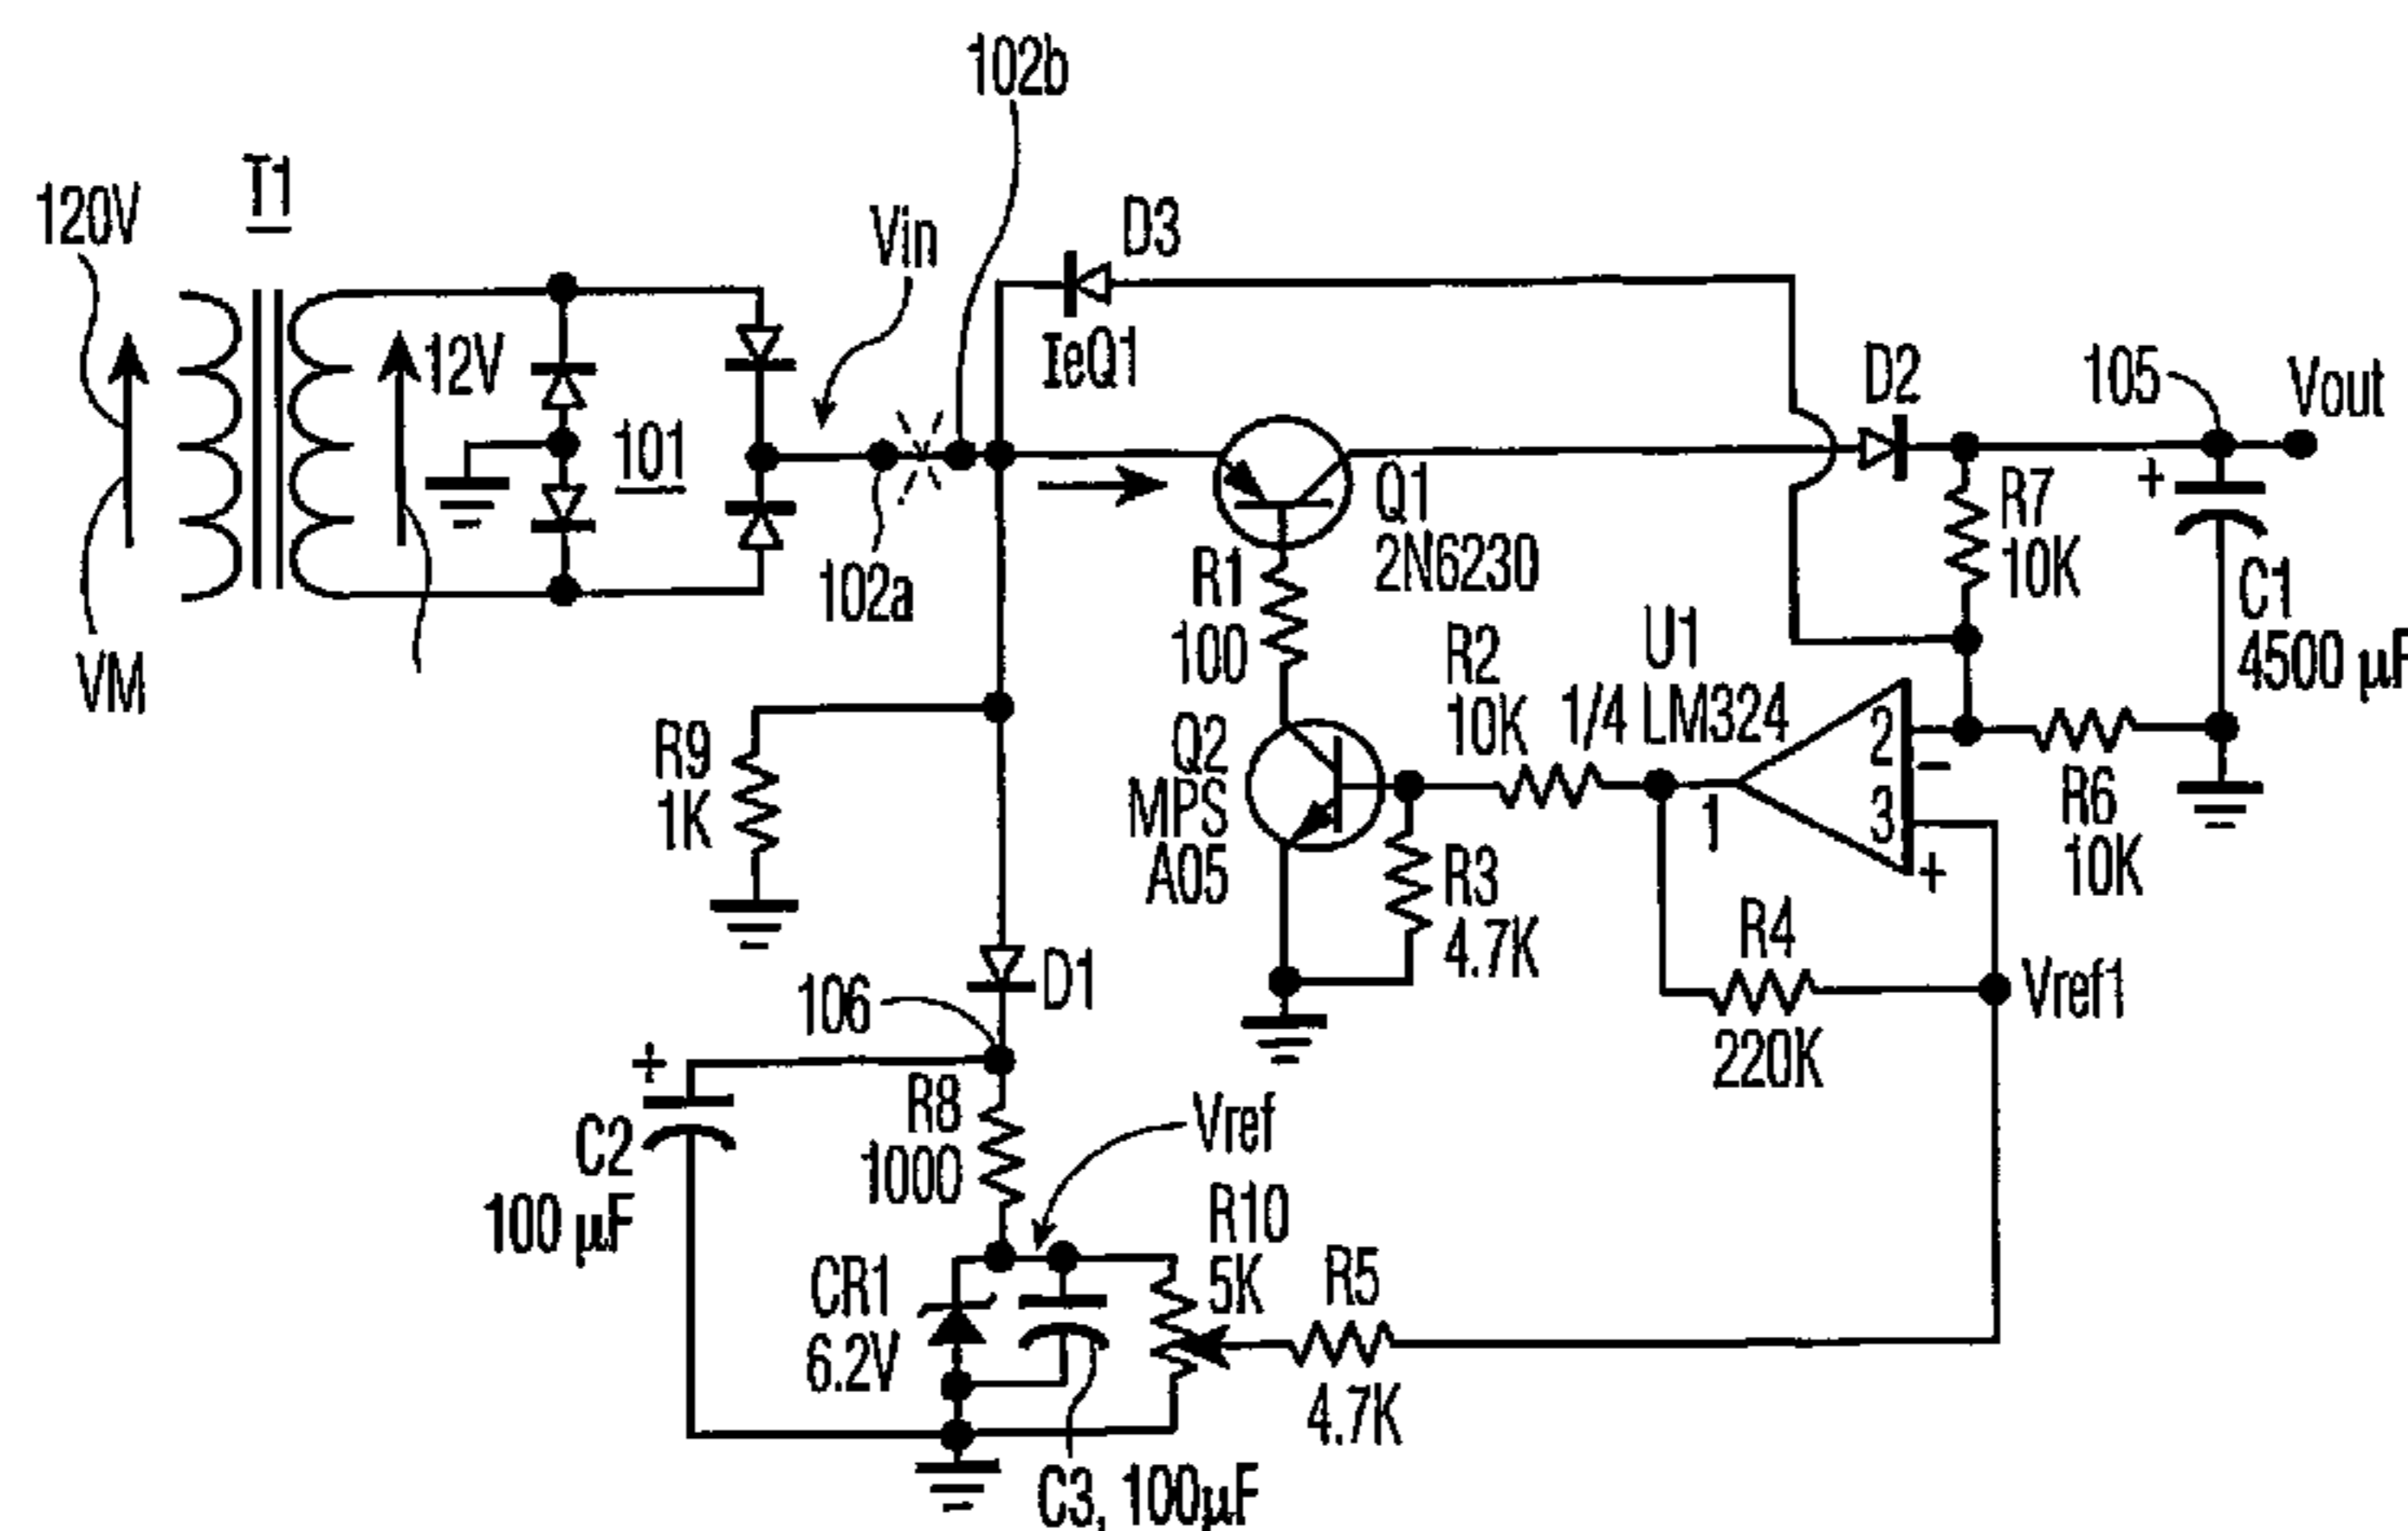 102b
T1
120V
Vin
D3
12V
IeQ1
D2
105
Vout
101
+
Q1
2N6230
R7
10K
102a
R1
100
C1
4500 µF
VM
R2
10K
U1
1/4 LM324
R9
1K
Q2
MPS
A05
2
−
3
+
1
R6
10K
R3
4.7K
R4
220K
Vref1
106
D1
+
C2
100 µF
R8
1000
Vref
R10
5K
CR1
6.2V
R5
4.7K
C3, 100µF